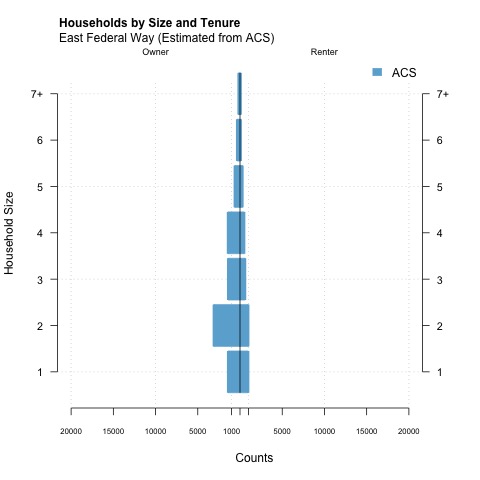 Households by Size and Tenure
East Federal Way (Estimated from ACS)
Owner Renter
ACS
7+ 7+
6 6
5 5
4 4
3 3
2 2
1 1
Household Size
20000 15000 10000 5000 1000 5000 10000 15000 20000
Counts